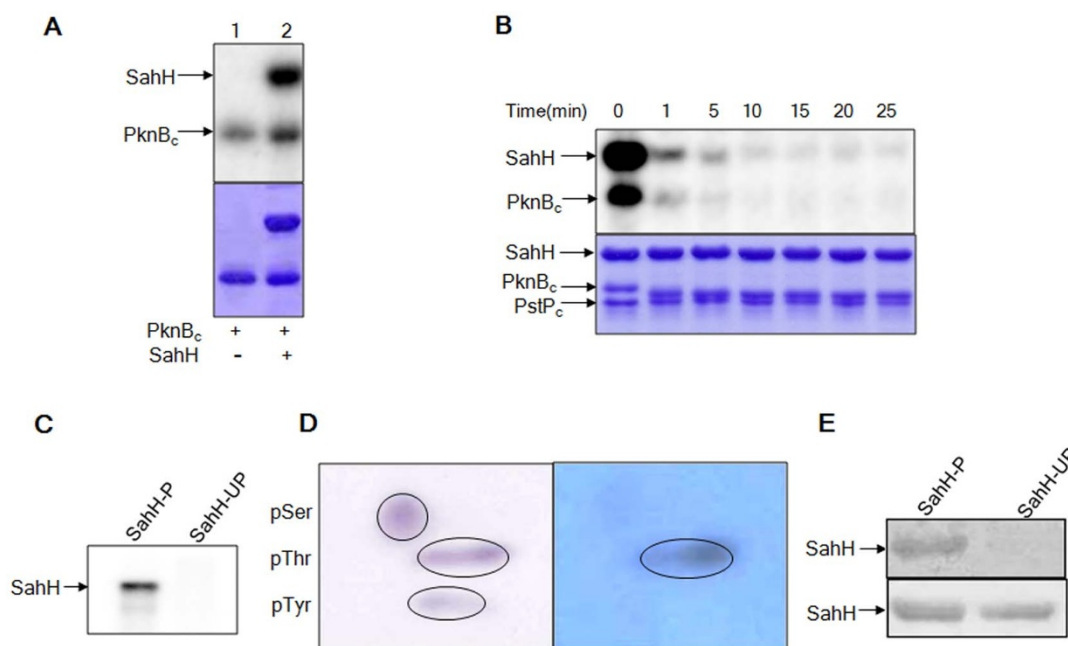 A
1 2
SahH
PknBc
PknBc + +
SahH - +
B
Time(min) 0 1 5 10 15 20 25
SahH
PknBc
SahH
PknBc
PstPc
C
SahH-P SahH-UP
SahH
D
pSer
pThr
pTyr
E
SahH-P SahH-UP
SahH
SahH